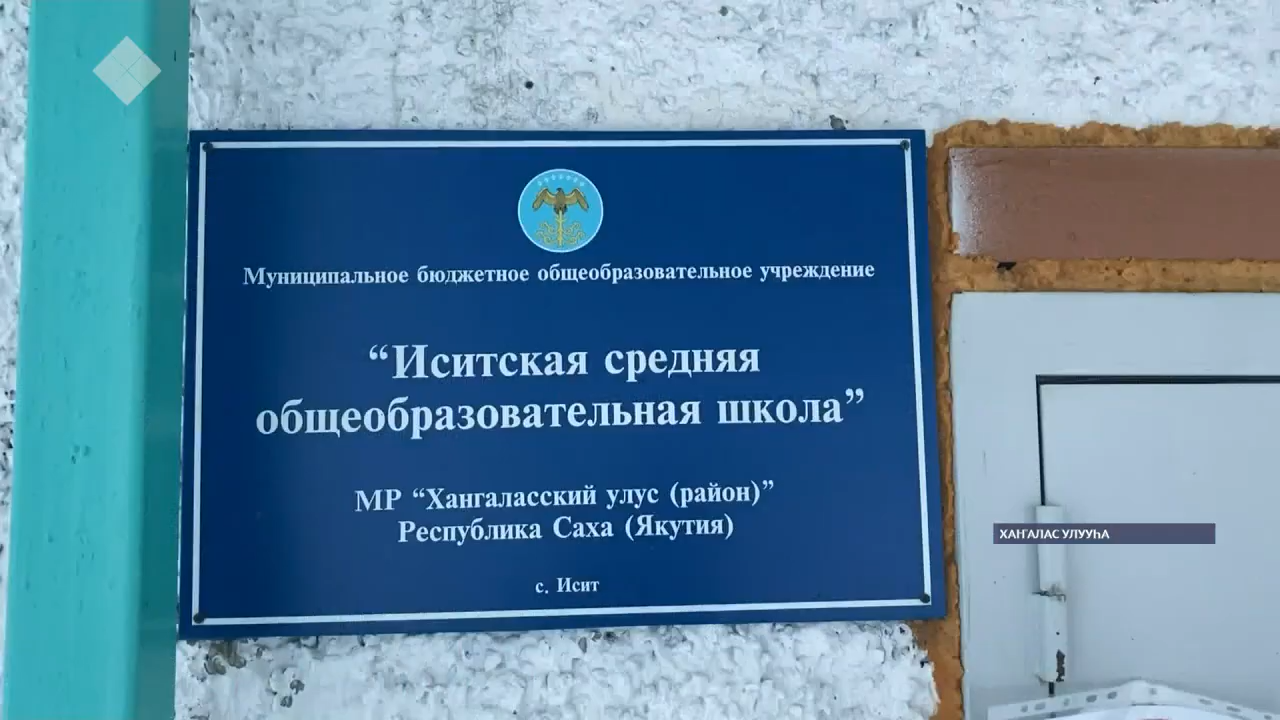 Муниципальное бюджетное общеобразовательное учреждение
“Иситская средняя
общеобразовательная школа”
МР “Хангаласский улус (район)”
Республика Саха (Якутия)
с. Исит
ХАҤАЛАС УЛУУҺА